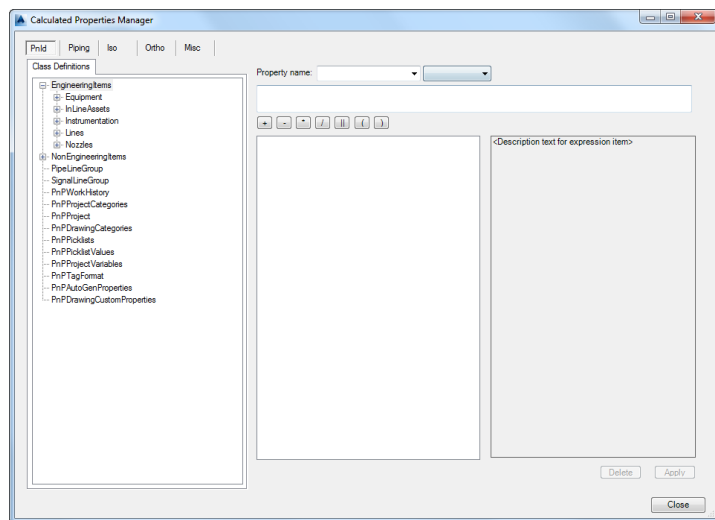 Calculated Properties Manager
PnId Piping Iso Ortho Misc
Class Definitions
Property name:
EngineeringItems
Equipment
InLineAssets
Instrumentation
Lines
Nozzles
NonEngineeringItems
PipeLineGroup
SignalLineGroup
PnPWorkHistory
PnPProjectCategories
PnPProject
PnPDrawingCategories
PnPPicklists
PnPPicklistValues
PnPProjectVariables
PnPTagFormat
PnPAutoGenProperties
PnPDrawingCustomProperties
+ - * / || ( )
<Description text for expression item>
Delete Apply
Close